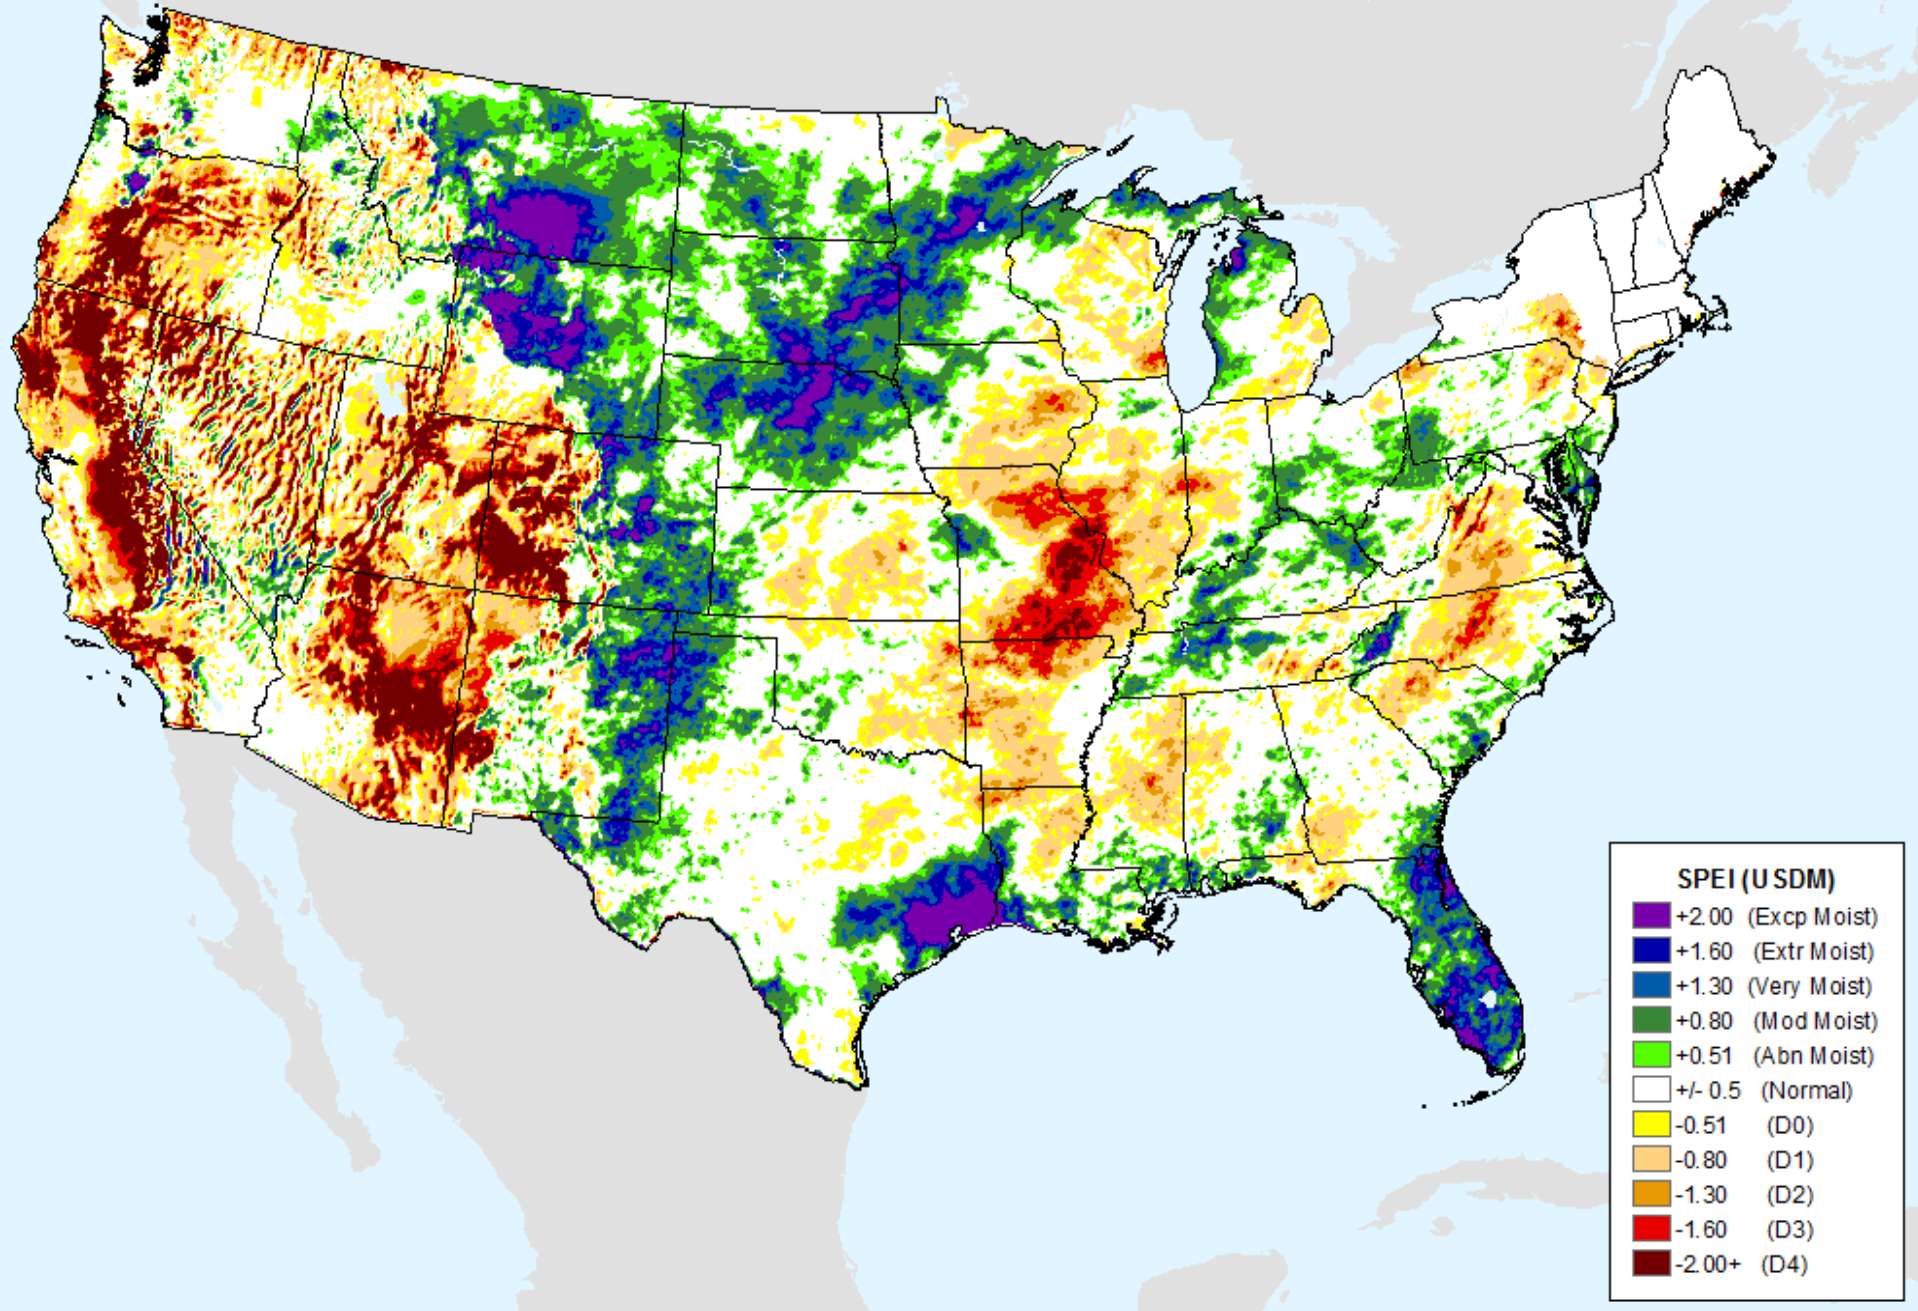 SPEI (USDM)
+2.00 (Excp Moist)
+1.60 (Extr Moist)
+1.30 (Very Moist)
+0.80 (Mod Moist)
+0.51 (Abn Moist)
+/- 0.5 (Normal)
-0.51 (D0)
-0.80 (D1)
-1.30 (D2)
-1.60 (D3)
-2.00+ (D4)